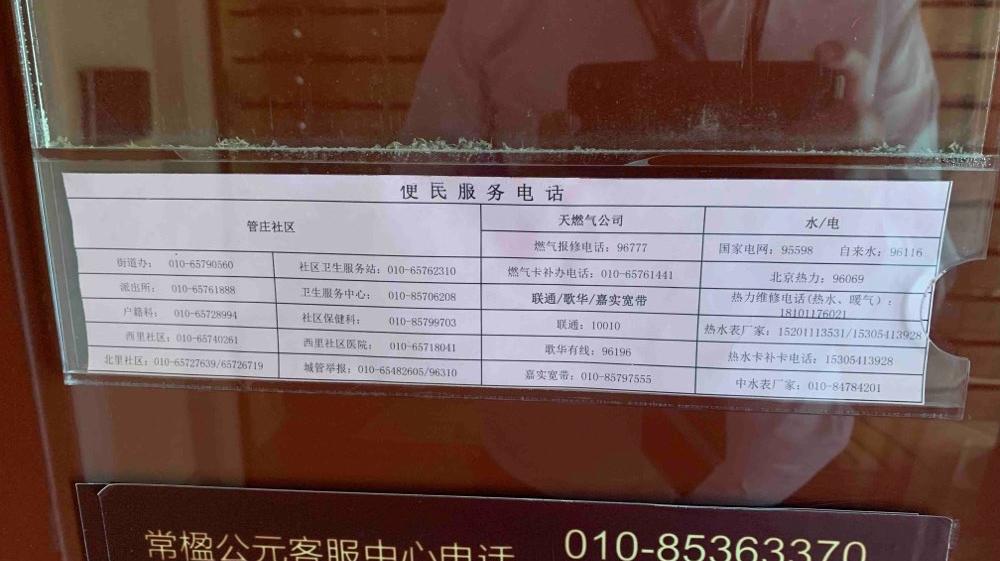 便民服务电话
管庄社区
天燃气公司
水/电
燃气报修电话：96777
国家电网：95598 自来水：96116
街道办： 010-65790560
社区卫生服务站：010-65762310
燃气卡补办电话：010-65761441
北京热力：96069
派出所： 010-65761888
卫生服务中心： 010-85706208
联通/歌华/嘉实宽带
热力维修电话(热水、暖气)：
18101176021
户籍科： 010-65728994
社区保健科： 010-85799703
联通：10010
热水表厂家：15201113531/15305413928
西里社区：010-65740261
西里社区医院： 010-65718041
歌华有线：96196
热水卡补卡电话：15305413928
北里社区：010-65727639/65726719
城管举报：010-65482605/96310
嘉实宽带：010-85797555
中水表厂家：010-84784201
常楹公元客服中心电话 010-85363370